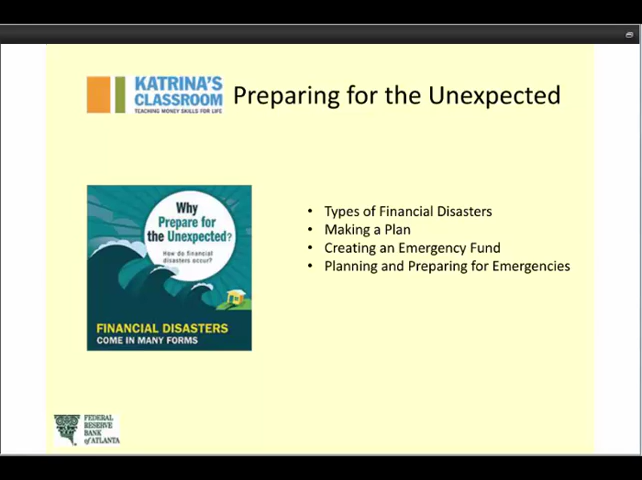 KATRINA'S
CLASSROOM
TEACHING MONEY SKILLS FOR LIFE
Preparing for the Unexpected
Why
Prepare for
the Unexpected?
How do financial
disasters occur?
FINANCIAL DISASTERS
COME IN MANY FORMS
• Types of Financial Disasters
• Making a Plan
• Creating an Emergency Fund
• Planning and Preparing for Emergencies
FEDERAL
RESERVE
BANK
of ATLANTA